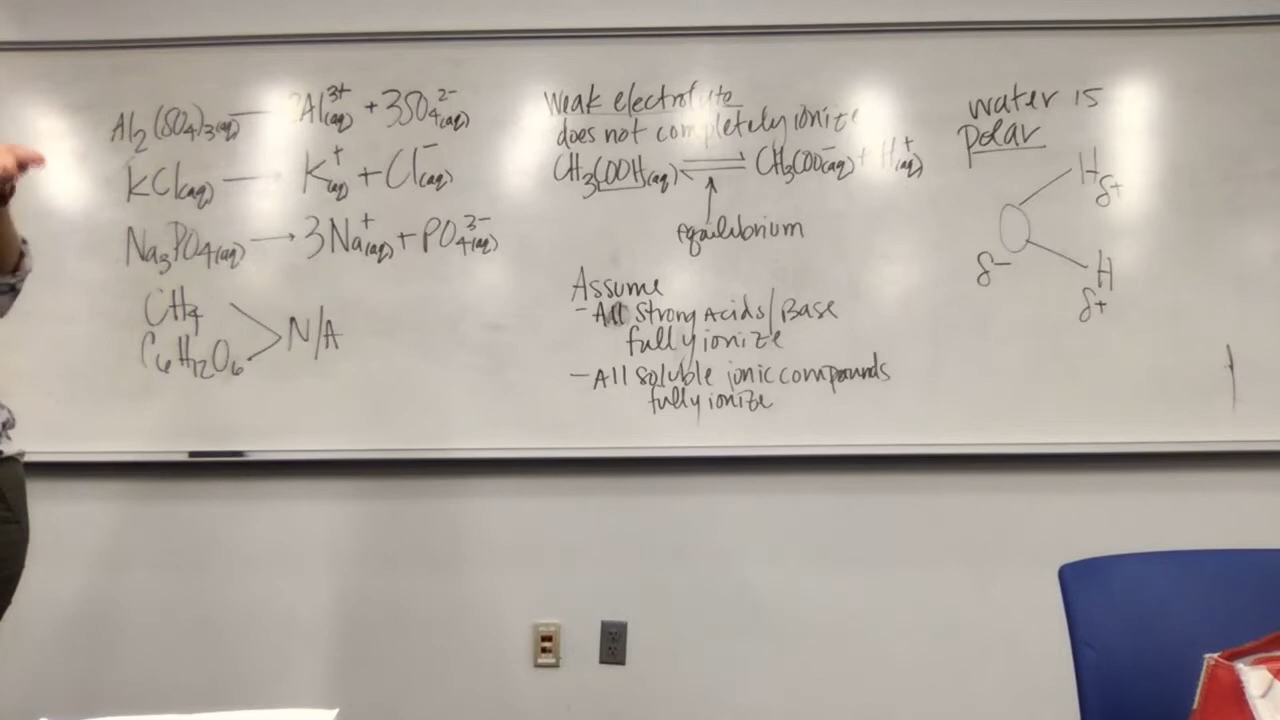 Al₂(SO₄)₃(aq) — 2Al³⁺(aq) + 3SO₄²⁻(aq)
KCl(aq) — K⁺(aq) + Cl⁻(aq)
Na₃PO₄(aq) → 3Na⁺(aq) + PO₄³⁻(aq)
CH₄
C₆H₁₂O₆ > N/A
Weak electrolyte
does not completely ionize
CH₃COOH(aq) ⇌ CH₃COO⁻(aq) + H⁺(aq)
equilibrium
Assume
- All Strong Acids/Base
fully ionize
- All soluble ionic compounds
fully ionize
water is
polar
H
δ+
O
δ-
H
δ+